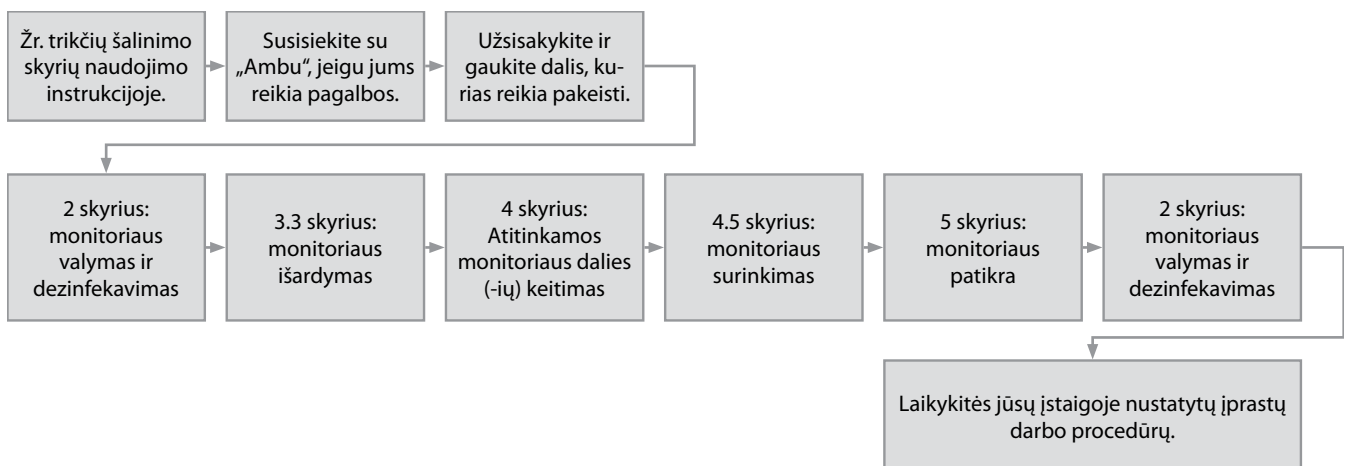 Žr. trikčių šalinimo
skyrių naudojimo
instrukcijoje.
Susisiekite su
„Ambu“, jeigu jums
reikia pagalbos.
Užsisakykite ir
gaukite dalis, ku-
rias reikia pakeisti.
2 skyrius:
monitoriaus
valymas ir
dezinfekavimas
3.3 skyrius:
monitoriaus
išardymas
4 skyrius:
Atitinkamos
monitoriaus dalies
(-ių) keitimas
4.5 skyrius:
monitoriaus
surinkimas
5 skyrius:
monitoriaus
patikra
2 skyrius:
monitoriaus
valymas ir
dezinfekavimas
Laikykitės jūsų įstaigoje nustatytų įprastų
darbo procedūrų.